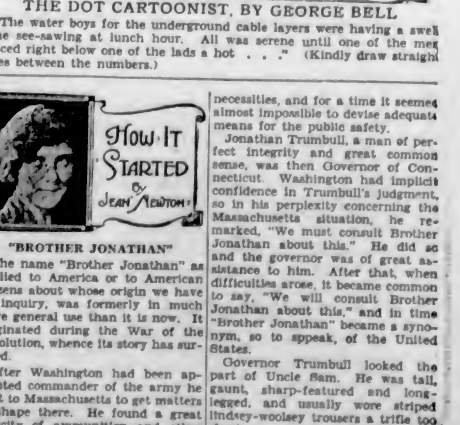 THE DOT CARTOONIST, BY GEORGE BELL
"The water boys for the underground cable layers were having a swell
see-sawing at lunch hour. All was serene until one of the
right below one of the lads a hot . . ." (Kindly draw straight
between the numbers.)
HOW IT
STARTED
BY
JEAN NEWTON
"BROTHER JONATHAN"
name "Brother Jonathan" as
to America or to American
about whose origin we have
inquiry, was formerly in much
general use than it is now. It
during the War of the
whence its story has sur-
After Washington had been ap-
commander of the army he
to Massachusetts to get matters
shape there. He found a great
of ammunition
necessities, and for a time it seemed
almost impossible to devise adequate
means for the public safety.
Jonathan Trumbull, a man of per-
fect integrity and great common
sense, was then Governor of Con-
necticut. Washington had implicit
confidence in Trumbull's judgment,
so in his perplexity concerning the
Massachusetts situation, he re-
marked, "We must consult Brother
Jonathan about this." He did so
and the governor was of great as-
sistance to him. After that, when
difficulties arose, it became common
to say, "We will consult Brother
Jonathan about this," and in time
"Brother Jonathan" became a syno-
nym, so to speak, of the United
States.
Governor Trumbull looked the
part of Uncle Sam. He was tall,
gaunt, sharp-featured and long-
legged, and usually wore striped
lindsey-woolsey trousers a trifle too